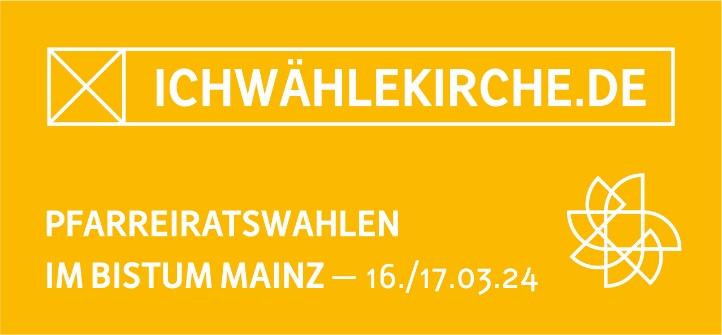 ICHWÄHLEKIRCHE.DE
PFARREIRATSWAHLEN
IM BISTUM MAINZ — 16./17.03.24